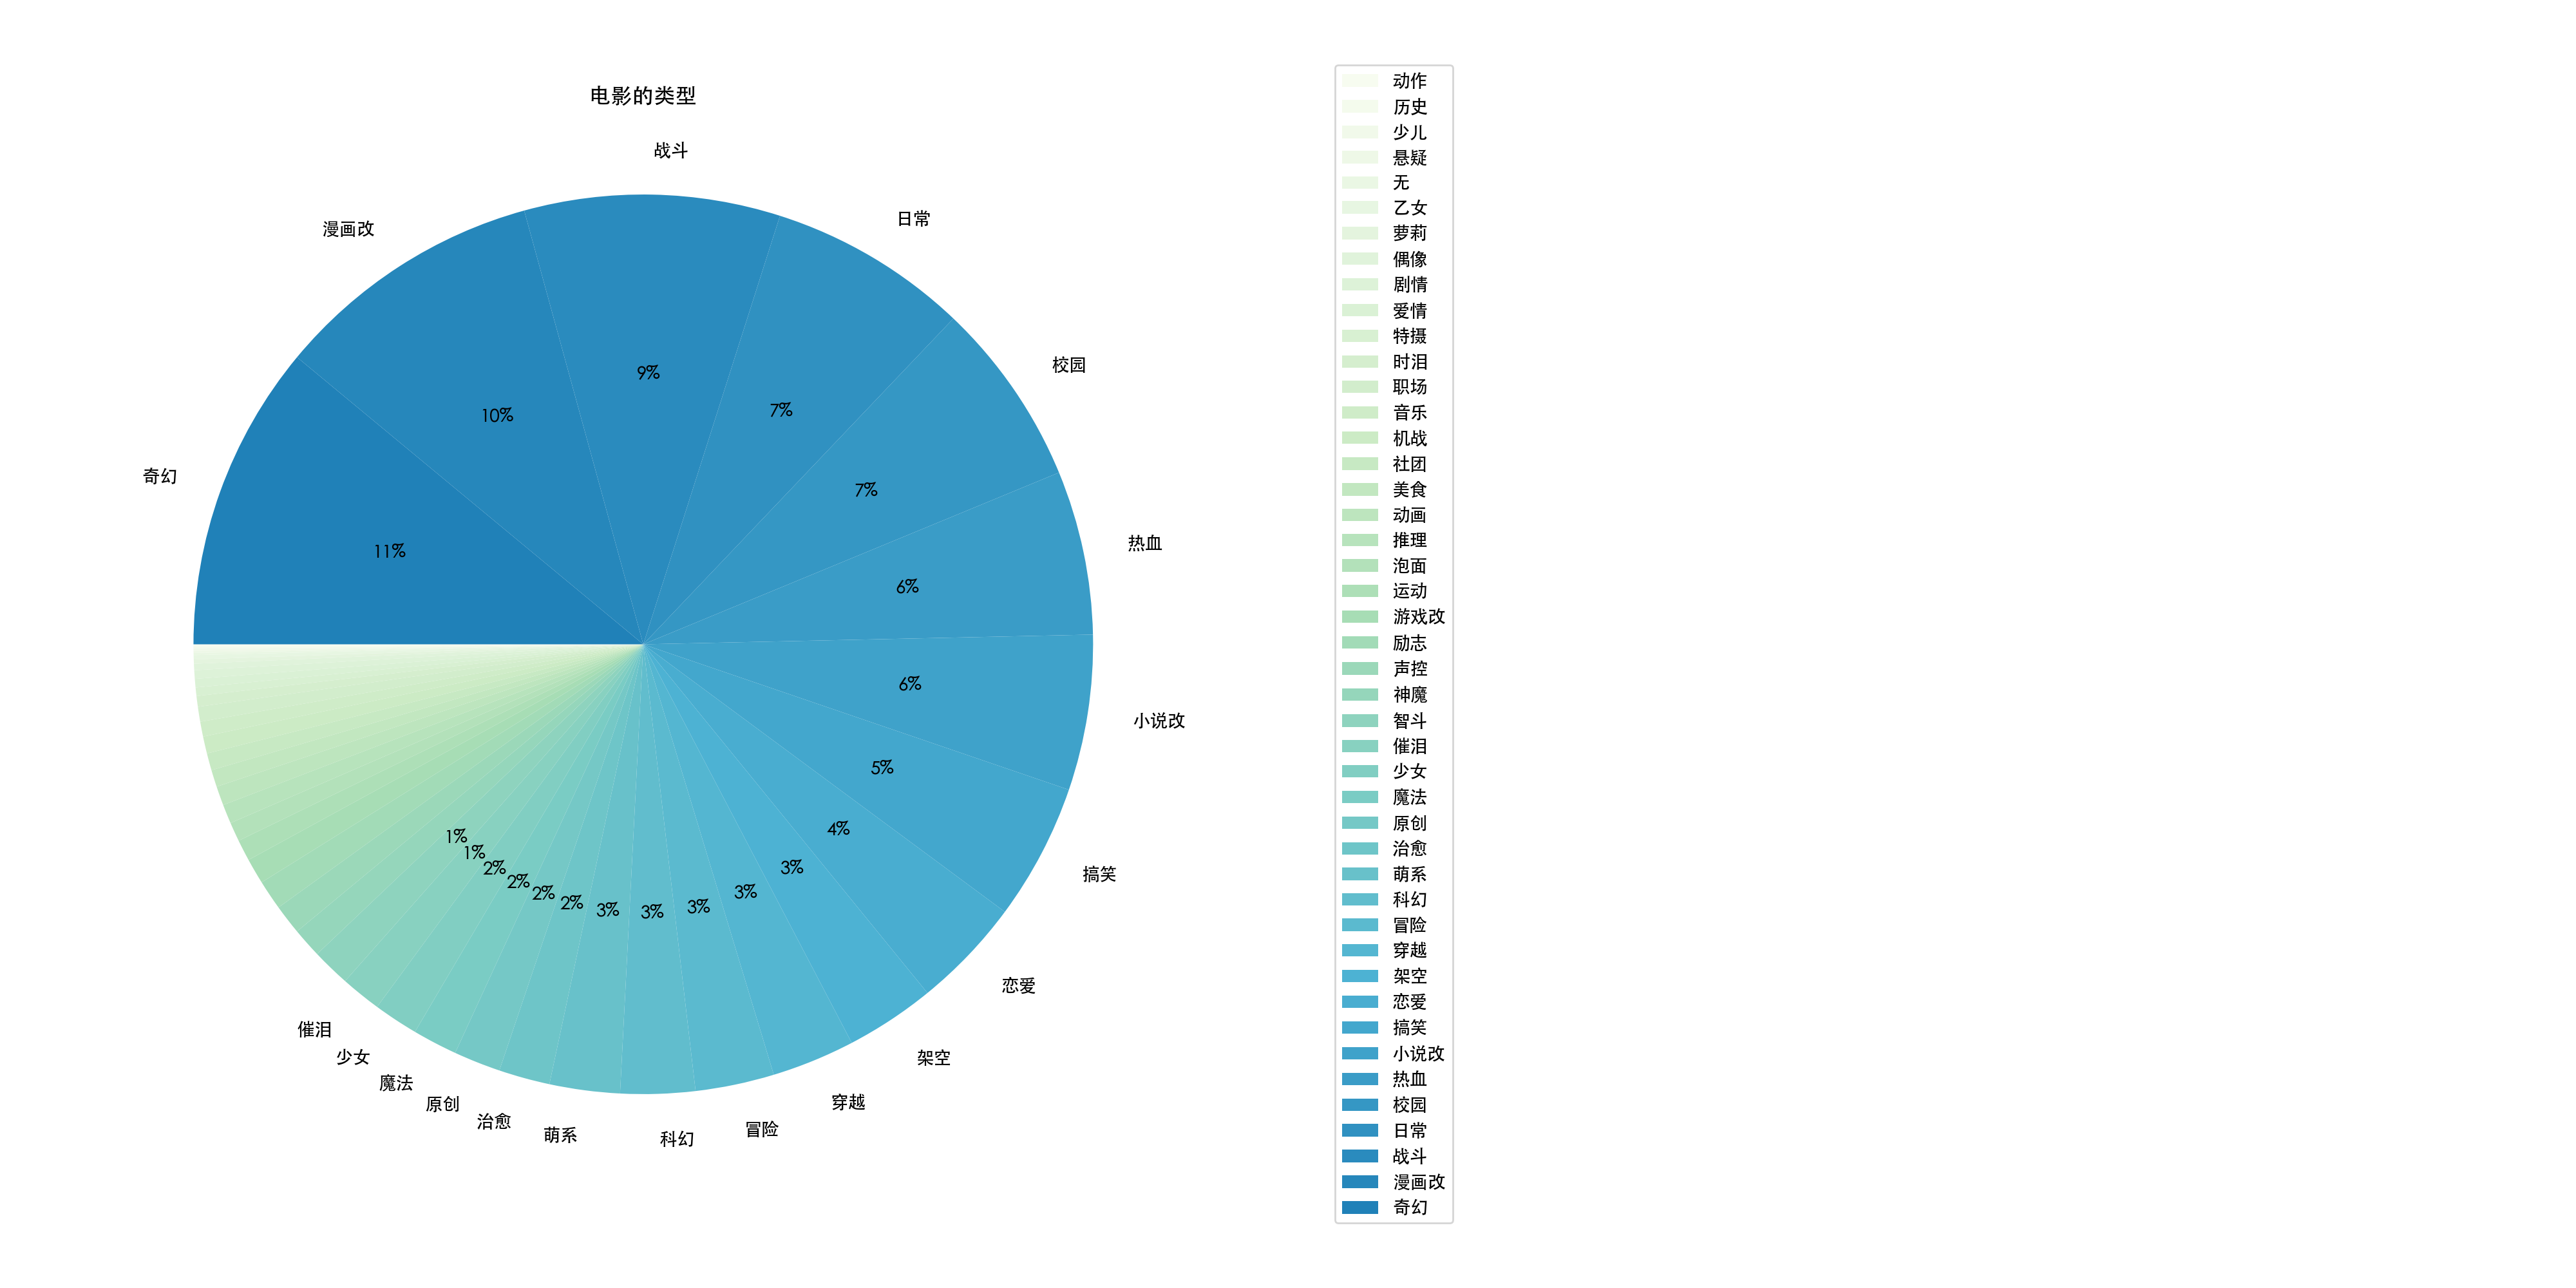 电影的类型
战斗
日常
漫画改
校园
奇幻
热血
小说改
搞笑
恋爱
架空
穿越
冒险
科幻
萌系
治愈
原创
魔法
少女
催泪
9%
7%
10%
7%
11%
6%
6%
5%
4%
3%
3%
3%
3%
3%
2%
2%
2%
2%
1%
1%
动作
历史
少儿
悬疑
无
乙女
萝莉
偶像
剧情
爱情
特摄
时泪
职场
音乐
机战
社团
美食
动画
推理
泡面
运动
游戏改
励志
声控
神魔
智斗
催泪
少女
魔法
原创
治愈
萌系
科幻
冒险
穿越
架空
恋爱
搞笑
小说改
热血
校园
日常
战斗
漫画改
奇幻